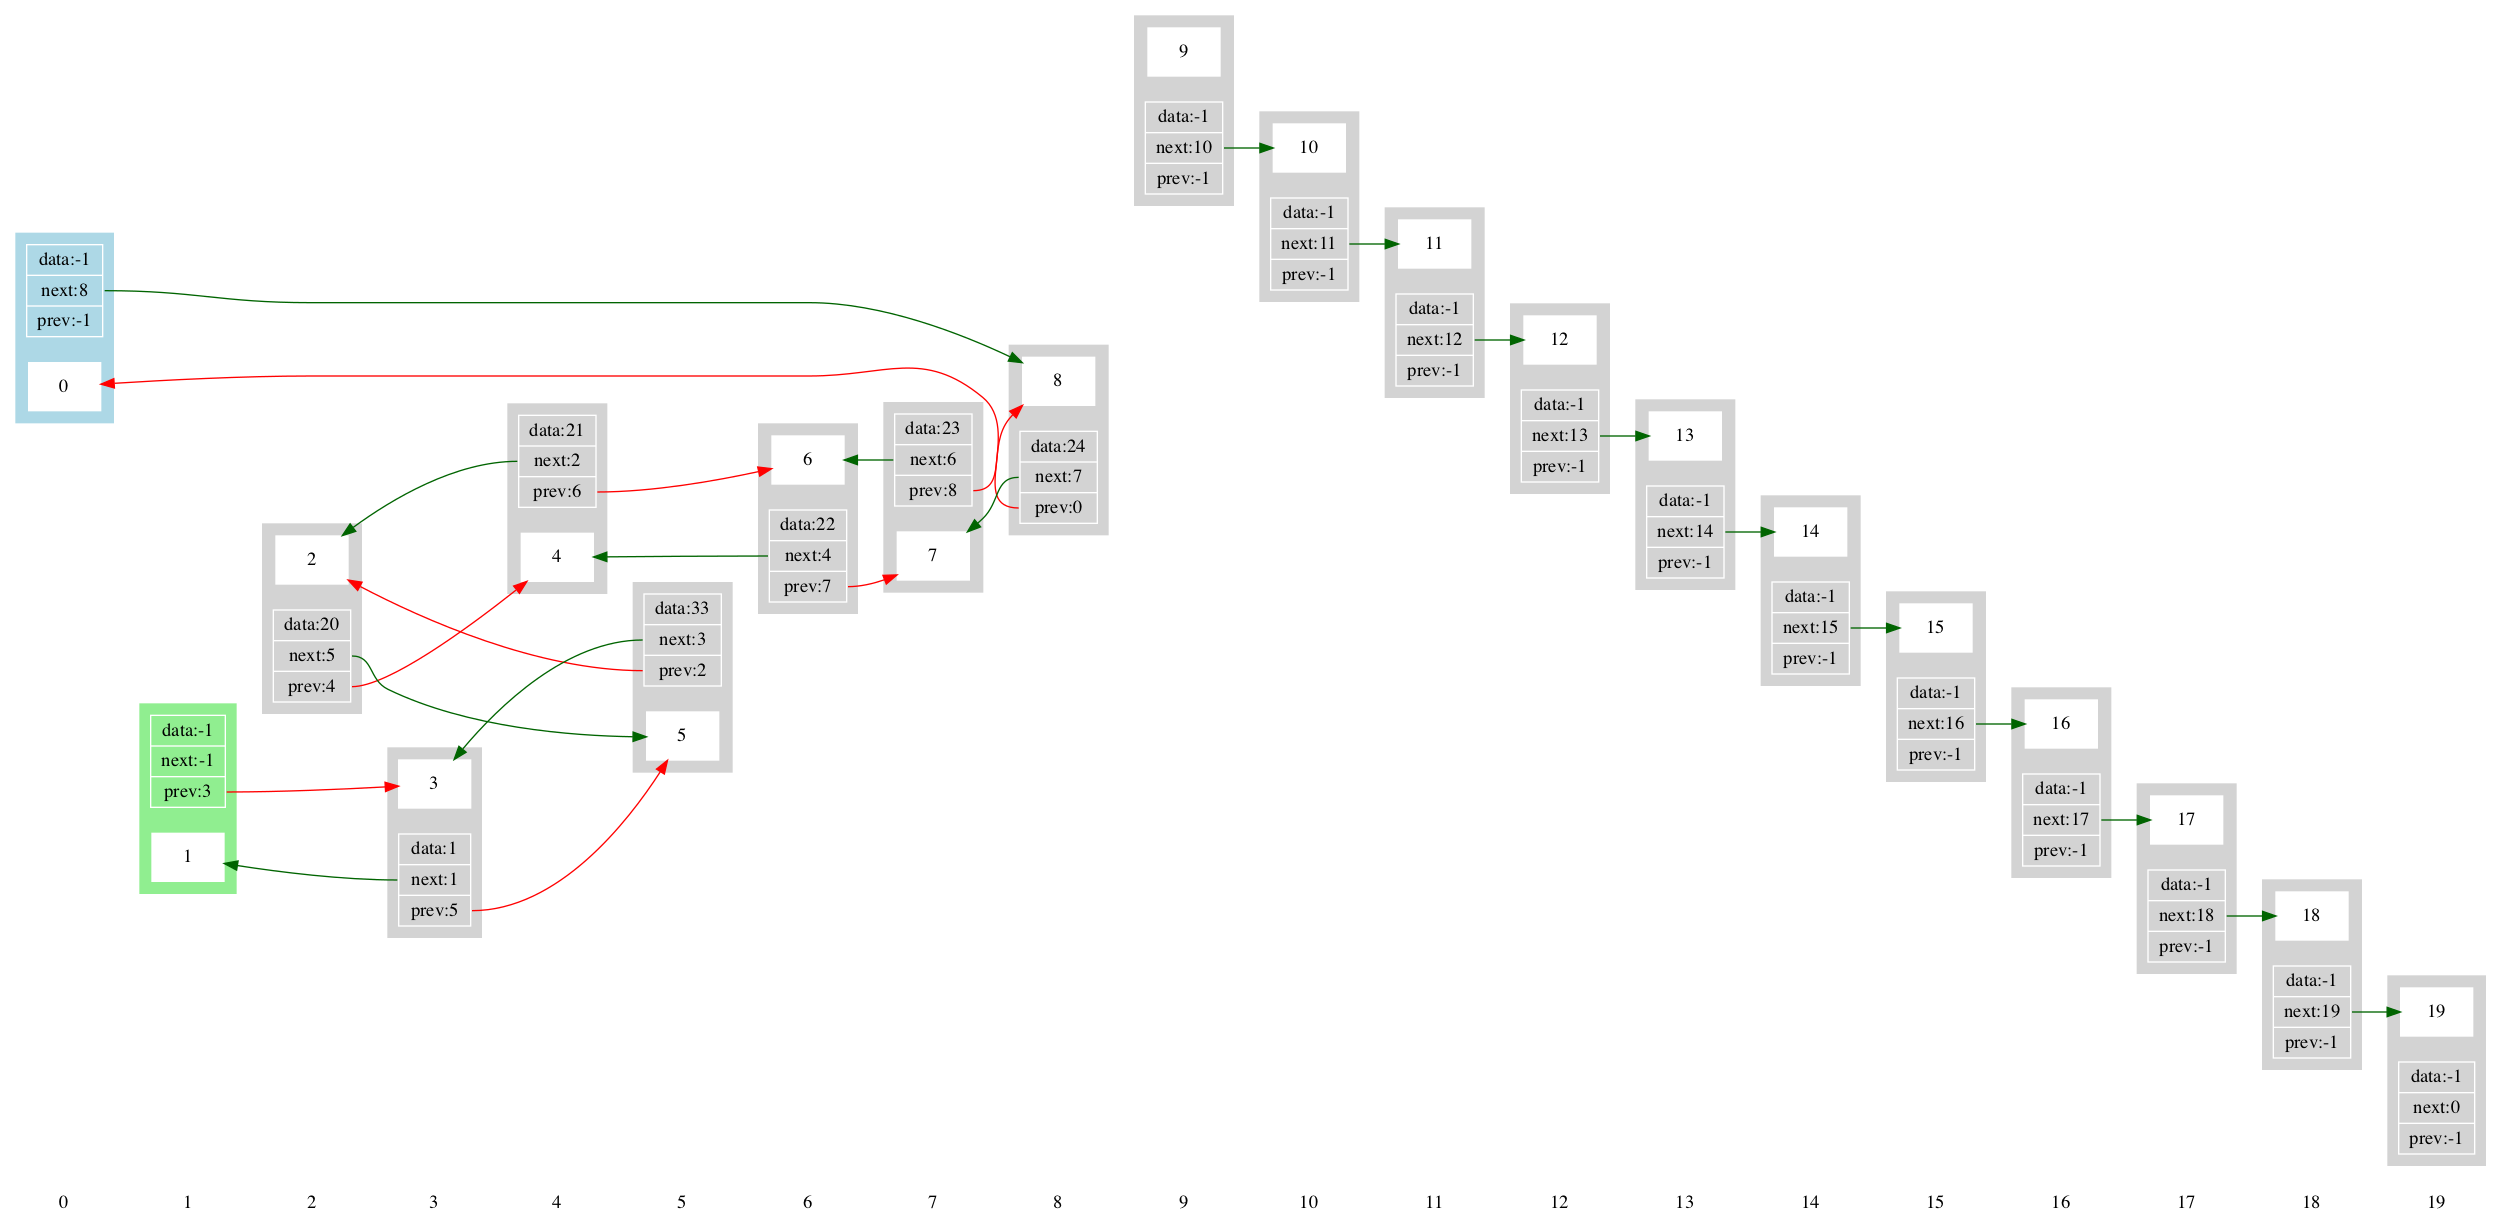 data:-1
next:8
prev:-1
0
data:-1
next:-1
prev:3
1
2
data:20
next:5
prev:4
3
data:1
next:1
prev:5
data:21
next:2
prev:6
4
data:33
next:3
prev:2
5
6
data:22
next:4
prev:7
data:23
next:6
prev:8
7
8
data:24
next:7
prev:0
9
data:-1
next:10
prev:-1
10
data:-1
next:11
prev:-1
11
data:-1
next:12
prev:-1
12
data:-1
next:13
prev:-1
13
data:-1
next:14
prev:-1
14
data:-1
next:15
prev:-1
15
data:-1
next:16
prev:-1
16
data:-1
next:17
prev:-1
17
data:-1
next:18
prev:-1
18
data:-1
next:19
prev:-1
19
data:-1
next:0
prev:-1
0 1 2 3 4 5 6 7 8 9 10 11 12 13 14 15 16 17 18 19